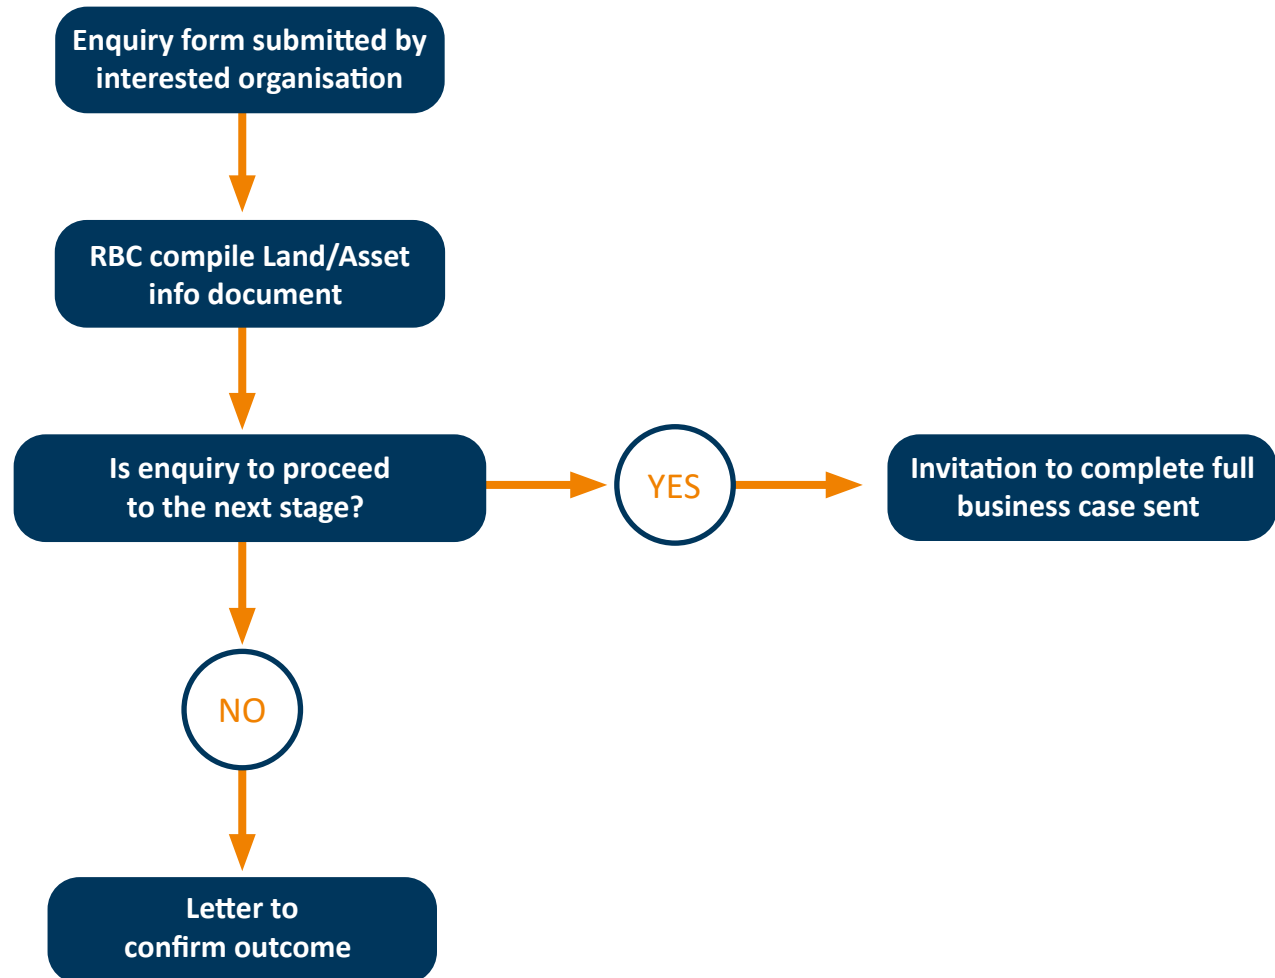 Enquiry form submitted by
interested organisation
RBC compile Land/Asset
info document
Is enquiry to proceed
to the next stage?
YES
Invitation to complete full
business case sent
NO
Letter to
confirm outcome